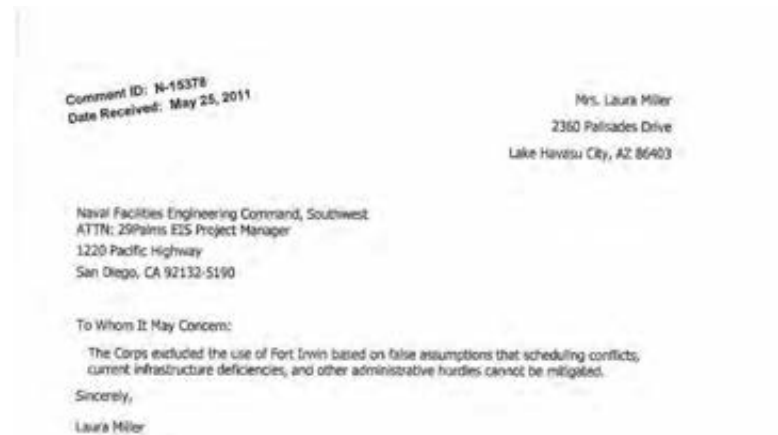 Comment ID: N-15378
Date Received: May 25, 2011
Mrs. Laura Miller
2360 Palisades Drive
Lake Havasu City, AZ 86403
Naval Facilities Engineering Command, Southwest
ATTN: 29Palms EIS Project Manager
1220 Pacific Highway
San Diego, CA 92132-5190
To Whom It May Concern:
The Corps excluded the use of Fort Irwin based on false assumptions that scheduling conflicts,
current infrastructure deficiencies, and other administrative hurdles cannot be mitigated.
Sincerely,
Laura Miller